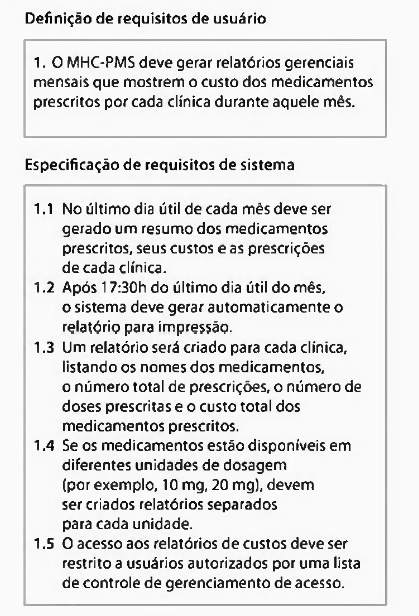 Definição de requisitos de usuário
1. O MHC-PMS deve gerar relatórios gerenciais
mensais que mostrem o custo dos medicamentos
prescritos por cada clínica durante aquele mês.
Especificação de requisitos de sistema
1.1 No último dia útil de cada mês deve ser
gerado um resumo dos medicamentos
prescritos, seus custos e as prescrições
de cada clínica.
1.2 Após 17:30h do último dia útil do mês,
o sistema deve gerar automaticamente o
relatório para impressão.
1.3 Um relatório será criado para cada clínica,
listando os nomes dos medicamentos,
o número total de prescrições, o número de
doses prescritas e o custo total dos
medicamentos prescritos.
1.4 Se os medicamentos estão disponíveis em
diferentes unidades de dosagem
(por exemplo, 10 mg, 20 mg), devem
ser criados relatórios separados
para cada unidade.
1.5 O acesso aos relatórios de custos deve ser
restrito a usuários autorizados por uma lista
de controle de gerenciamento de acesso.